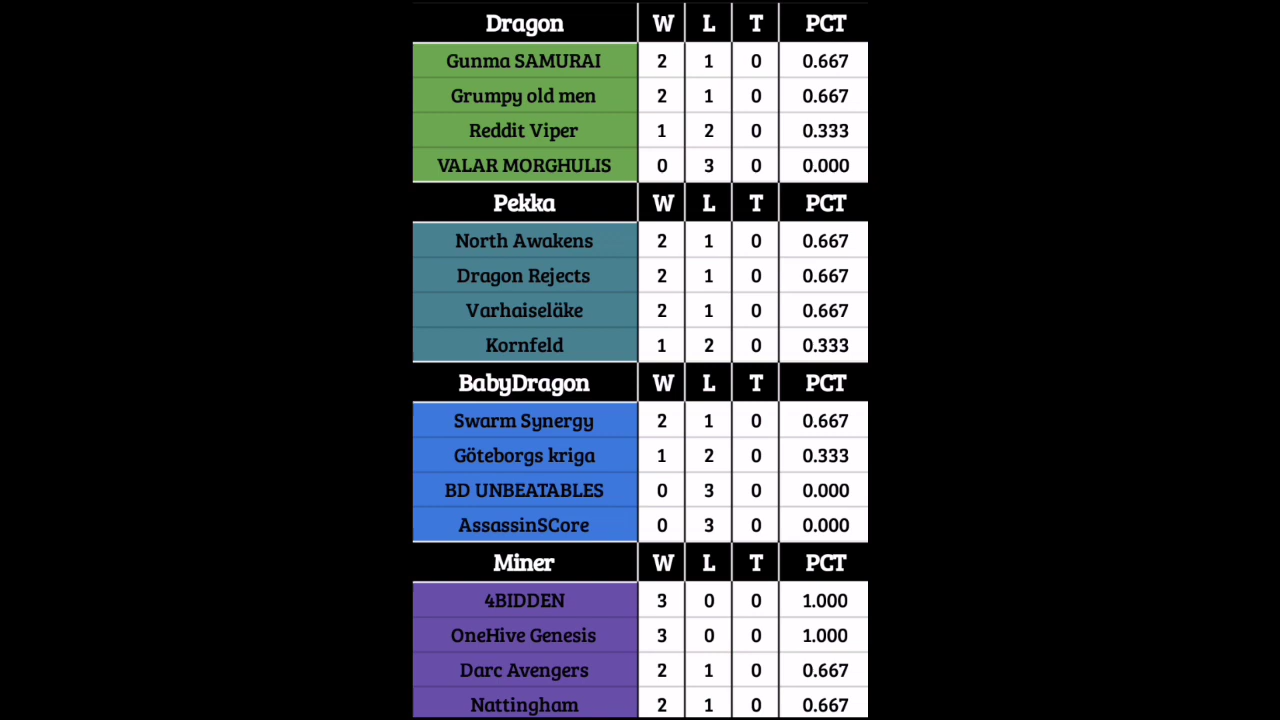 Dragon W L T PCT
Gunma SAMURAI 2 1 0 0.667
Grumpy old men 2 1 0 0.667
Reddit Viper 1 2 0 0.333
VALAR MORGHULIS 0 3 0 0.000
Pekka W L T PCT
North Awakens 2 1 0 0.667
Dragon Rejects 2 1 0 0.667
Varhaiseläke 2 1 0 0.667
Kornfeld 1 2 0 0.333
BabyDragon W L T PCT
Swarm Synergy 2 1 0 0.667
Göteborgs kriga 1 2 0 0.333
BD UNBEATABLES 0 3 0 0.000
AssassinSCore 0 3 0 0.000
Miner W L T PCT
4BIDDEN 3 0 0 1.000
OneHive Genesis 3 0 0 1.000
Darc Avengers 2 1 0 0.667
Nattingham 2 1 0 0.667